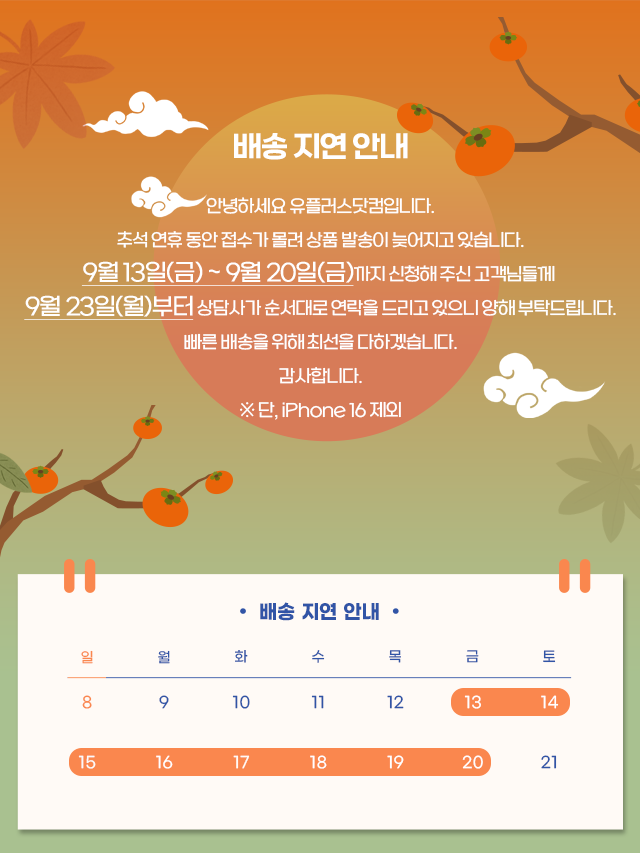 배송 지연 안내
안녕하세요 유플러스닷컴입니다.
추석 연휴 동안 접수가 몰려 상품 발송이 늦어지고 있습니다.
9월 13일(금) ~ 9월 20일(금)까지 신청해 주신 고객님들께
9월 23일(월)부터 상담사가 순서대로 연락을 드리고 있으니 양해 부탁드립니다.
빠른 배송을 위해 최선을 다하겠습니다.
감사합니다.
※ 단, iPhone 16 제외
• 배송 지연 안내 •
일 월 화 수 목 금 토
8 9 10 11 12 13 14
15 16 17 18 19 20 21